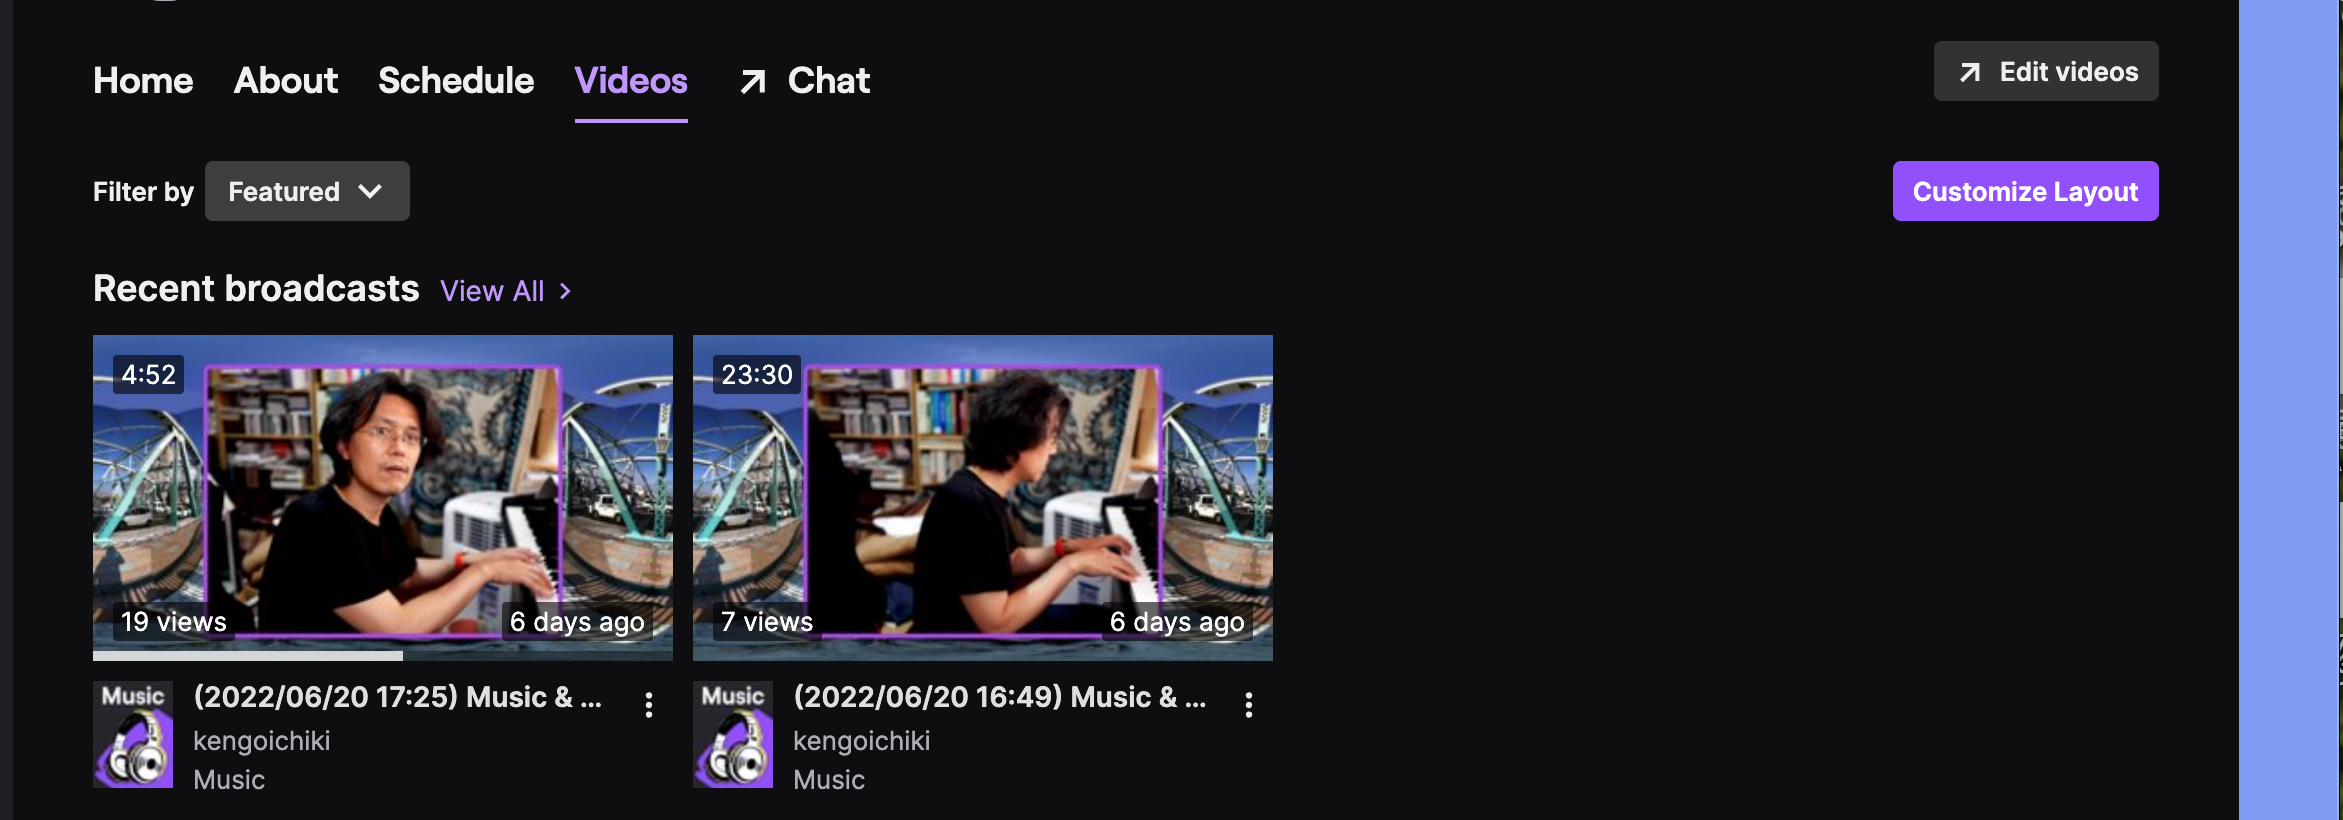 Home About Schedule Videos Chat
Edit videos
Filter by Featured
Customize Layout
Recent broadcasts View All
4:52
19 views
6 days ago
Music
(2022/06/20 17:25) Music & ...
kengoichiki
Music
23:30
7 views
6 days ago
Music
(2022/06/20 16:49) Music & ...
kengoichiki
Music